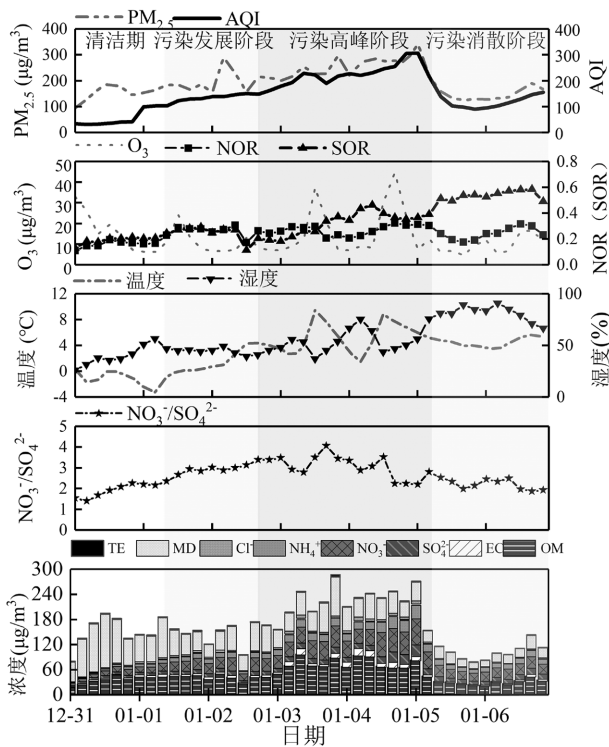 PM2.5 AQI
400 清洁期 污染发展阶段 污染高峰阶段 污染消散阶段 400
300 300
200 200
100 100
0 0
PM2.5 (μg/m³)
AQI
O3 NOR SOR
50 0.8
40 0.6
30 0.4
20 0.2
10 0.0
0
O3 (μg/m³)
NOR（SOR）
温度 湿度
12 100
8
4 50
0
-4 0
温度 (℃)
湿度(%)
NO3⁻/SO4²⁻
5
4
3
2
1
0
NO3⁻/SO4²⁻
TE MD Cl⁻ NH4⁺ NO3⁻ SO4²⁻ EC OM
300
240
180
120
60
0
浓度(μg/m³)
12-31 01-01 01-02 01-03 01-04 01-05 01-06
日期